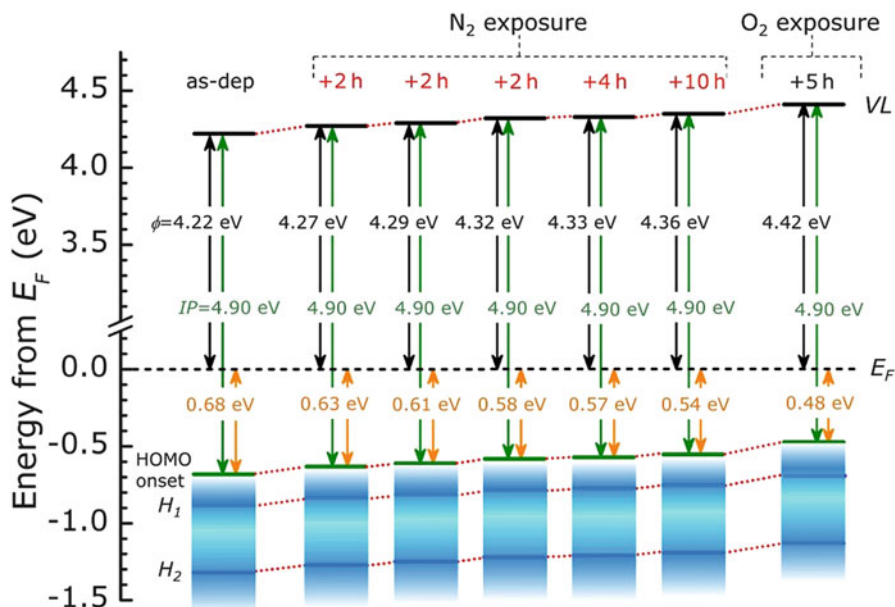 N₂ exposure O₂ exposure
as-dep +2 h +2 h +2 h +4 h +10 h +5 h
VL
Energy from E_F (eV)
4.5
4.0
3.5
0.0
-0.5
-1.0
-1.5
ϕ=4.22 eV 4.27 eV 4.29 eV 4.32 eV 4.33 eV 4.36 eV 4.42 eV
IP=4.90 eV 4.90 eV 4.90 eV 4.90 eV 4.90 eV 4.90 eV 4.90 eV
E_F
0.68 eV 0.63 eV 0.61 eV 0.58 eV 0.57 eV 0.54 eV 0.48 eV
HOMO
onset
H₁
H₂